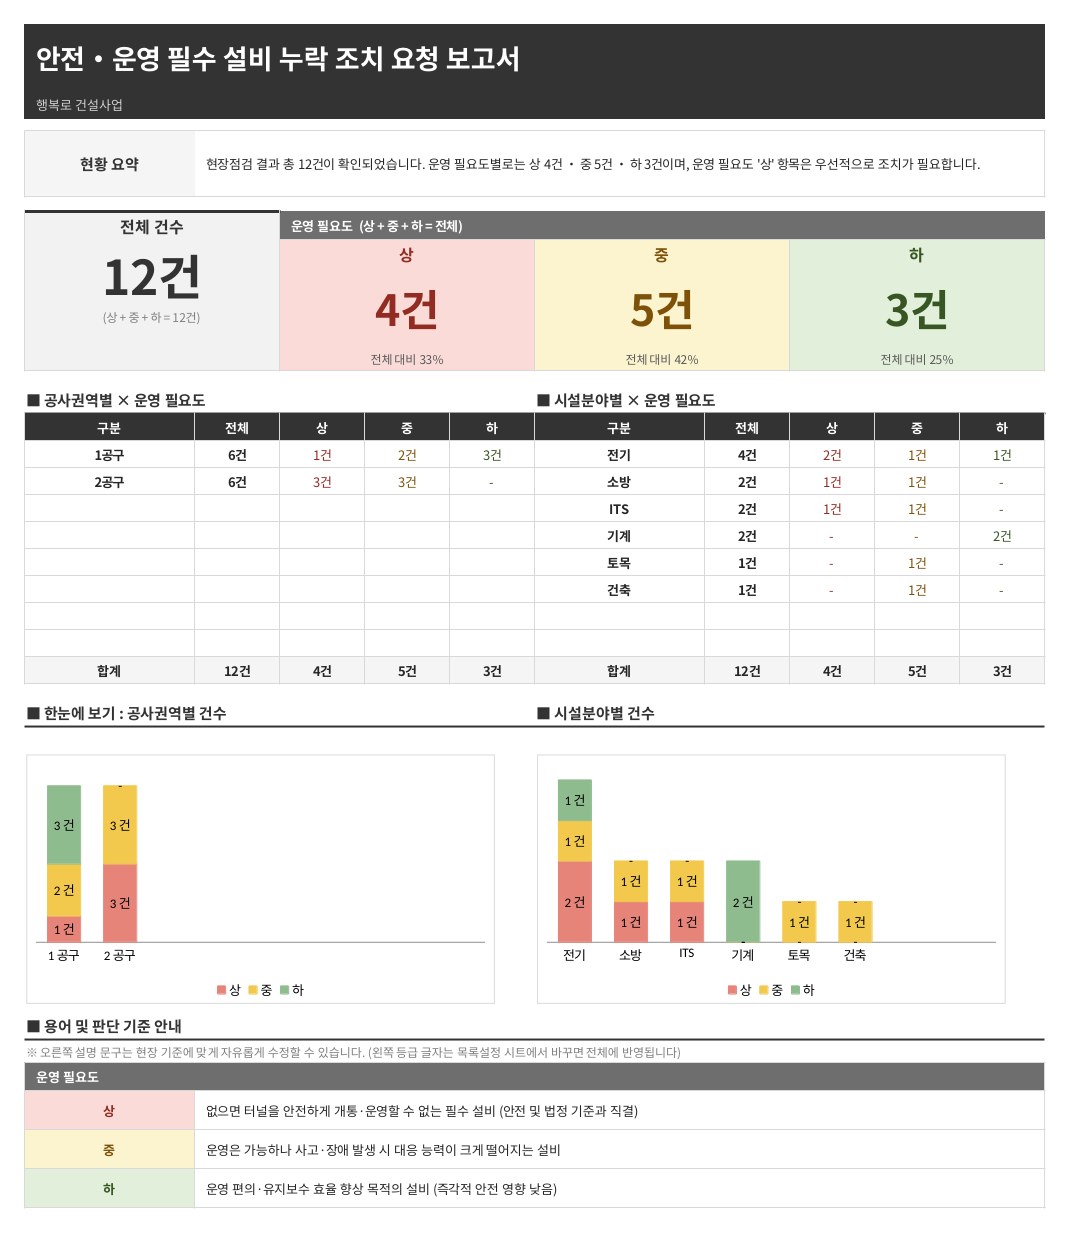 안전・운영 필수 설비 누락 조치 요청 보고서
행복로 건설사업
현황 요약
현장점검 결과 총 12건이 확인되었습니다. 운영 필요도별로는 상 4건 ・ 중 5건 ・ 하 3건이며, 운영 필요도 '상' 항목은 우선적으로 조치가 필요합니다.
전체 건수
12건
(상 + 중 + 하 = 12건)
운영 필요도 (상 + 중 + 하 = 전체)
상 중 하
4건 5건 3건
전체 대비 33% 전체 대비 42% 전체 대비 25%
■ 공사권역별 × 운영 필요도
구분 전체 상 중 하
1공구 6건 1건 2건 3건
2공구 6건 3건 3건 -
합계 12건 4건 5건 3건
■ 시설분야별 × 운영 필요도
구분 전체 상 중 하
전기 4건 2건 1건 1건
소방 2건 1건 1건 -
ITS 2건 1건 1건 -
기계 2건 - - 2건
토목 1건 - 1건 -
건축 1건 - 1건 -
합계 12건 4건 5건 3건
■ 한눈에 보기 : 공사권역별 건수
-
3 건 3 건
2 건
3 건
1 건
1 공구 2 공구
상 중 하
■ 시설분야별 건수
1 건
1 건
- -
1 건 1 건 2 건
- -
2 건 1 건 1 건 1 건 1 건
- - -
전기 소방 ITS 기계 토목 건축
상 중 하
■ 용어 및 판단 기준 안내
※ 오른쪽 설명 문구는 현장 기준에 맞게 자유롭게 수정할 수 있습니다. (왼쪽 등급 글자는 목록설정 시트에서 바꾸면 전체에 반영됩니다)
운영 필요도
상 없으면 터널을 안전하게 개통·운영할 수 없는 필수 설비 (안전 및 법정 기준과 직결)
중 운영은 가능하나 사고·장애 발생 시 대응 능력이 크게 떨어지는 설비
하 운영 편의·유지보수 효율 향상 목적의 설비 (즉각적 안전 영향 낮음)